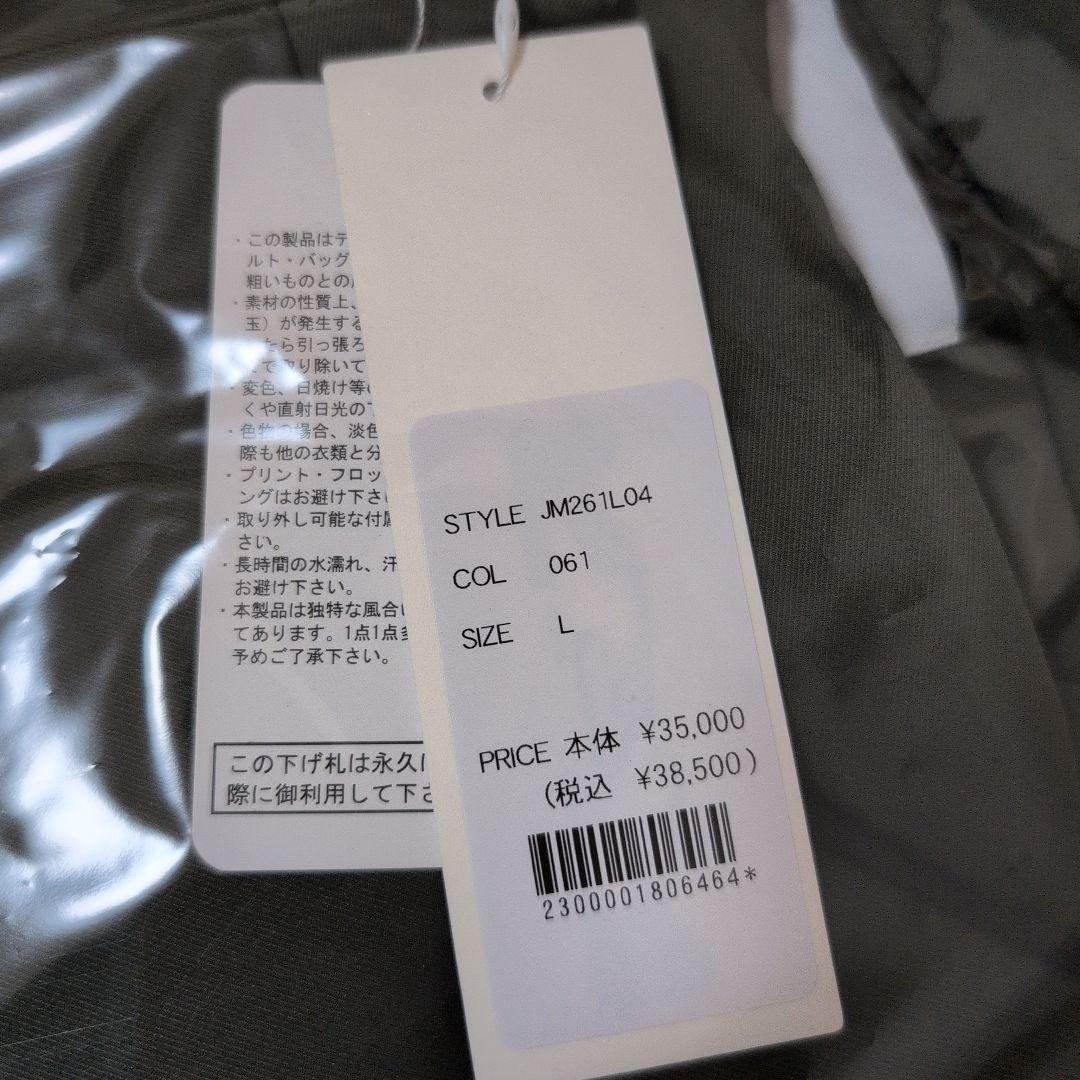 ・この製品はデ
ルト・バッグ
粗いものとの
・素材の性質上、
玉）が発生する
たら引っ張ろ
で取り除いて
・変色、日焼け等の
くや直射日光の下
・色物の場合、淡色
際も他の衣類と分
・プリント・フロッ
ングはお避け下さい
・取り外し可能な付属
さい。
・長時間の水濡れ、汗
お避け下さい。
・本製品は独特な風合い
てあります。1点1点多
予めご了承下さい。
この下げ札は永久に
際に御利用して下さ
STYLE JM261L04
COL 061
SIZE L
PRICE 本体 ¥35,000
(税込 ¥38,500)
2300001806464*